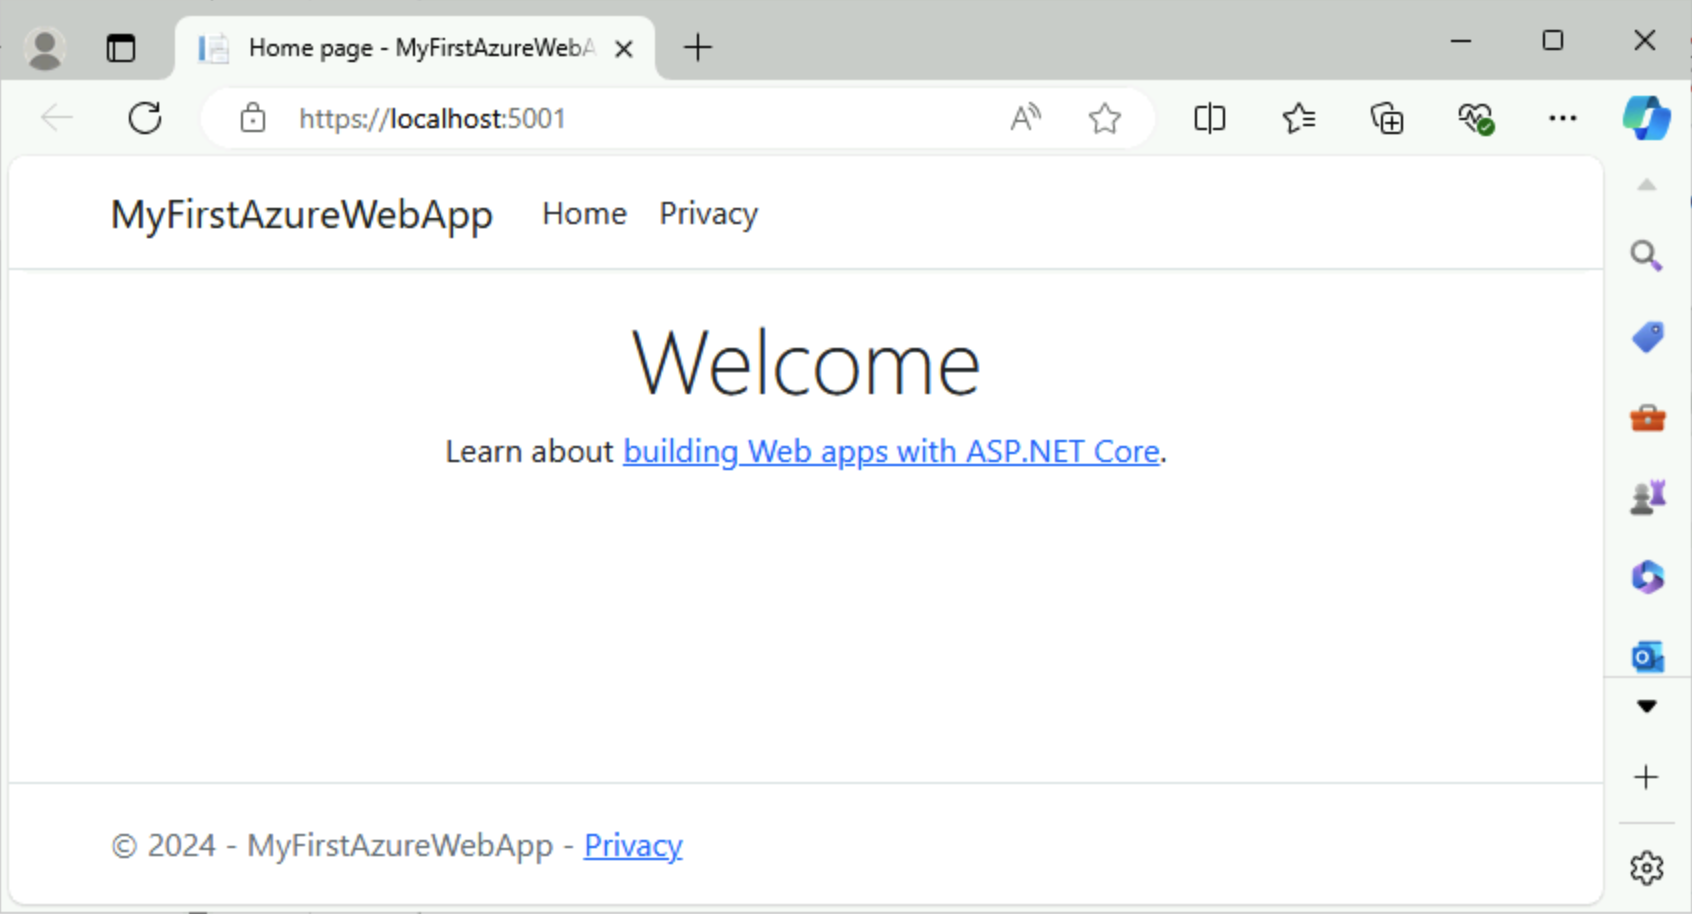 Home page - MyFirstAzureWebA
https://localhost:5001
MyFirstAzureWebApp Home Privacy
Welcome
Learn about building Web apps with ASP.NET Core.
© 2024 - MyFirstAzureWebApp - Privacy